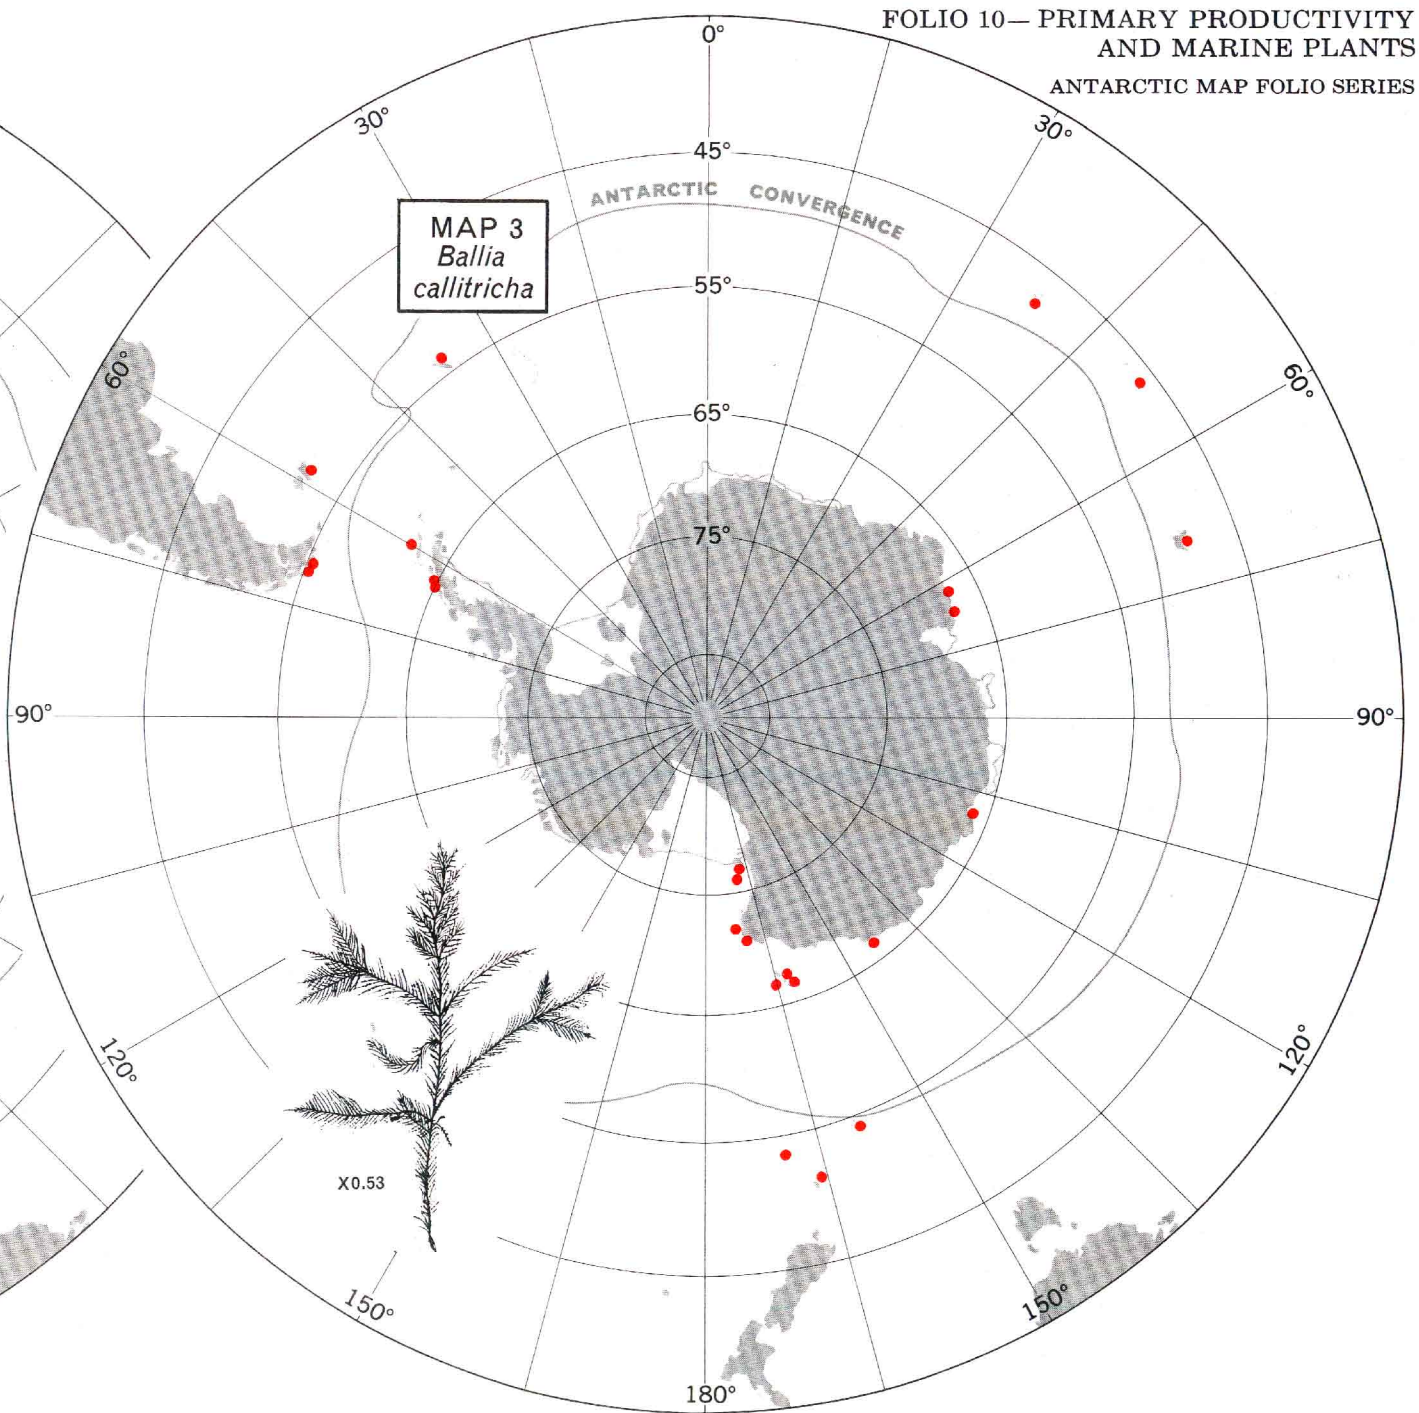 FOLIO 10— PRIMARY PRODUCTIVITY
AND MARINE PLANTS
ANTARCTIC MAP FOLIO SERIES
0°
30°
30°
45°
ANTARCTIC CONVERGENCE
MAP 3
Ballia
callitricha
55°
60°
60°
65°
75°
90°
90°
120°
120°
X0.53
150°
150°
180°